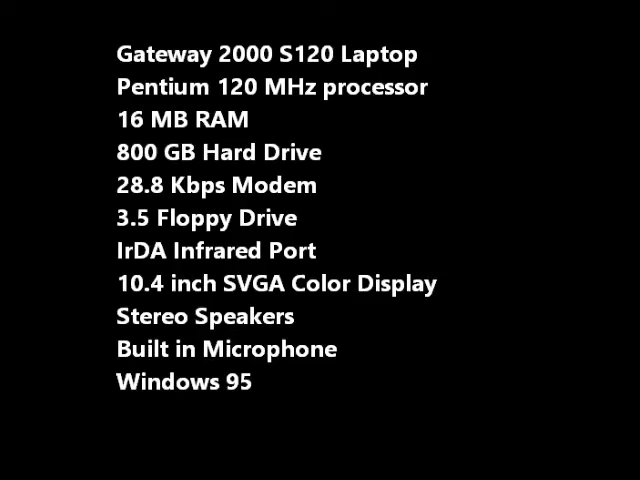 Gateway 2000 S120 Laptop
Pentium 120 MHz processor
16 MB RAM
800 GB Hard Drive
28.8 Kbps Modem
3.5 Floppy Drive
IrDA Infrared Port
10.4 inch SVGA Color Display
Stereo Speakers
Built in Microphone
Windows 95